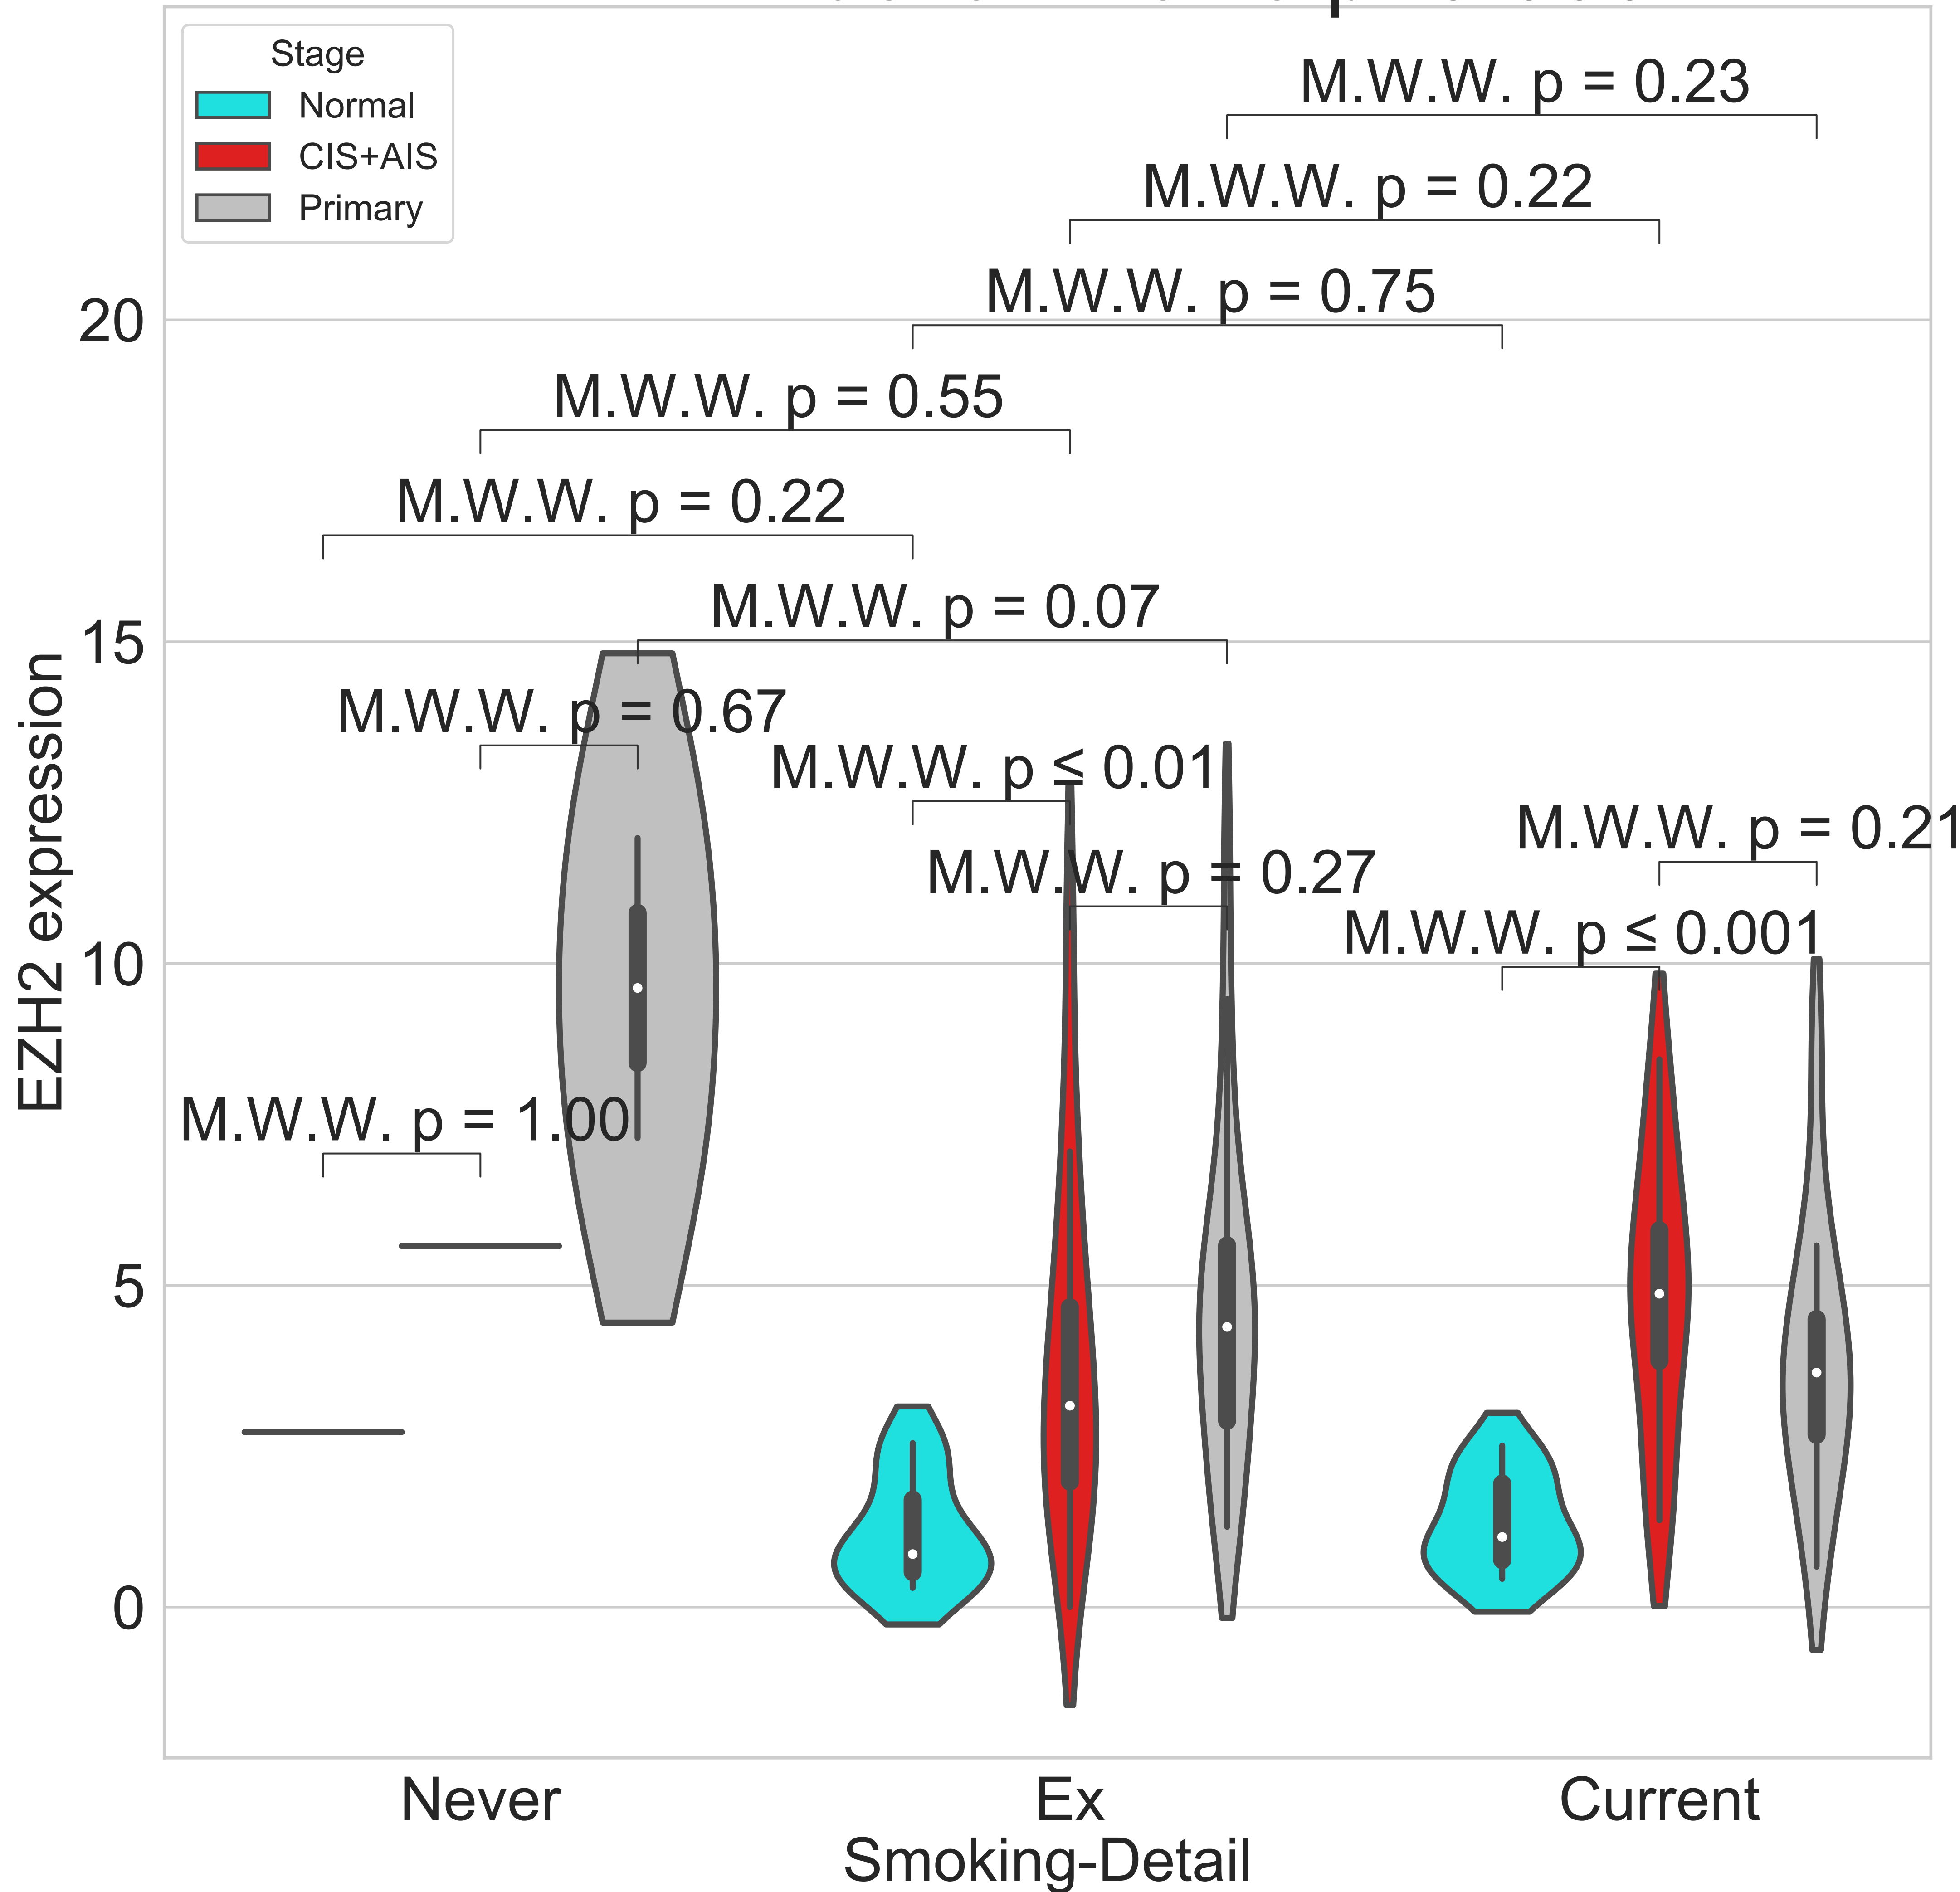 Stage
Normal
CIS+AIS
Primary
M.W.W. p = 0.23
M.W.W. p = 0.22
M.W.W. p = 0.75
M.W.W. p = 0.55
M.W.W. p = 0.22
M.W.W. p = 0.07
M.W.W. p = 0.67
M.W.W. p ≤ 0.01
M.W.W. p = 0.21
M.W.W. p = 0.27
M.W.W. p ≤ 0.001
M.W.W. p = 1.00
EZH2 expression
20
15
10
5
0
Never
Ex
Current
Smoking-Detail